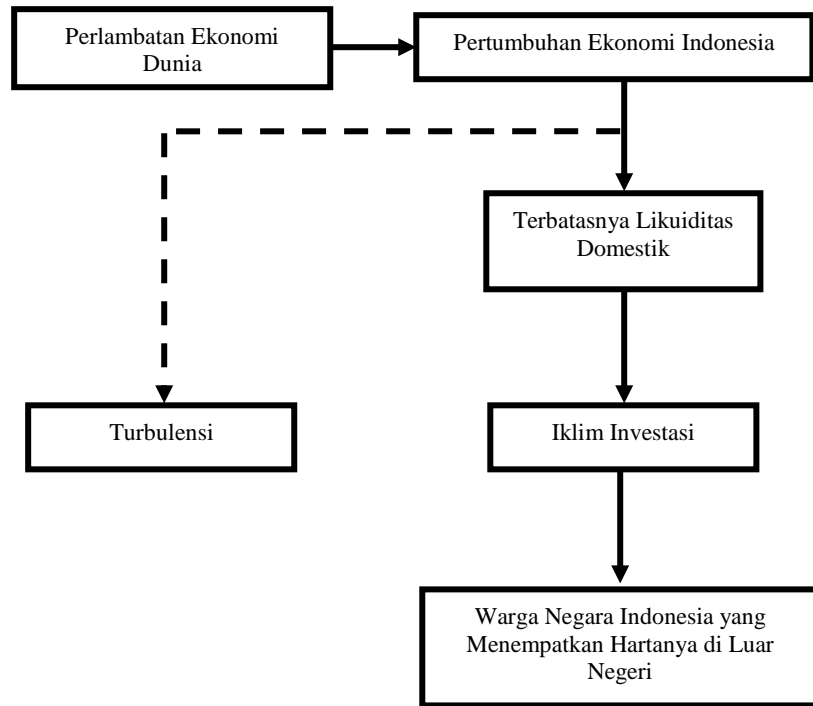 Perlambatan Ekonomi
Dunia
Pertumbuhan Ekonomi Indonesia
Terbatasnya Likuiditas
Domestik
Turbulensi
Iklim Investasi
Warga Negara Indonesia yang
Menempatkan Hartanya di Luar
Negeri